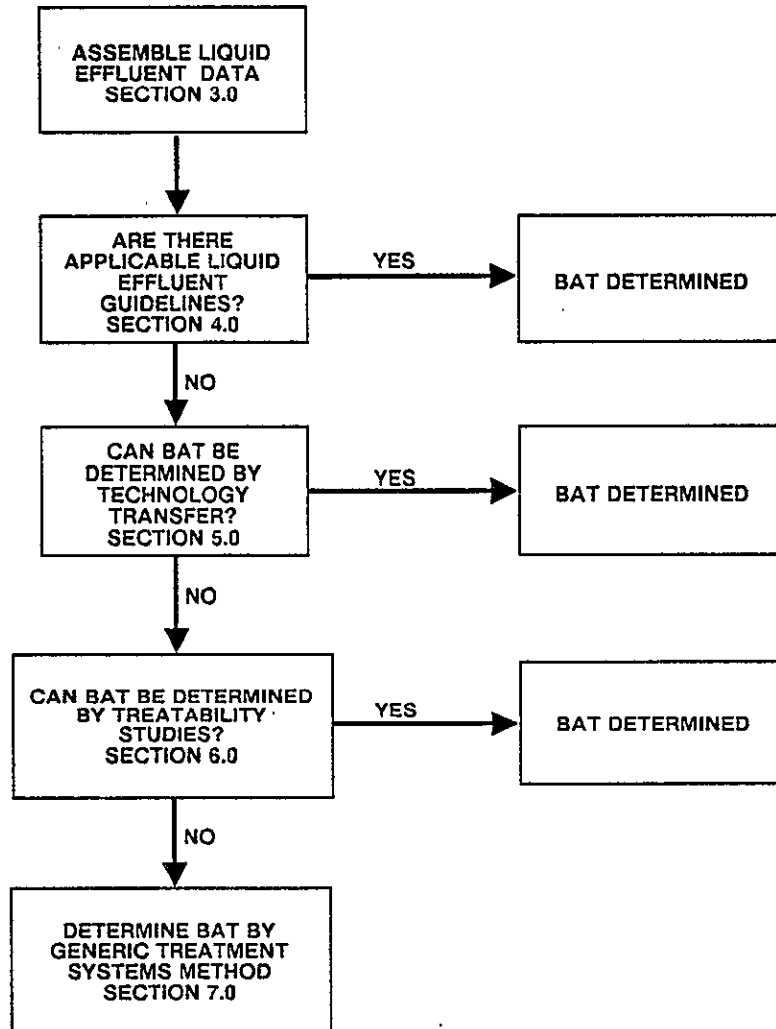 ASSEMBLE LIQUID
EFFLUENT DATA
SECTION 3.0
ARE THERE
APPLICABLE LIQUID
EFFLUENT
GUIDELINES?
SECTION 4.0
YES
BAT DETERMINED
NO
CAN BAT BE
DETERMINED BY
TECHNOLOGY
TRANSFER?
SECTION 5.0
YES
BAT DETERMINED
NO
CAN BAT BE DETERMINED
BY TREATABILITY
STUDIES?
SECTION 6.0
YES
BAT DETERMINED
NO
DETERMINE BAT BY
GENERIC TREATMENT
SYSTEMS METHOD
SECTION 7.0